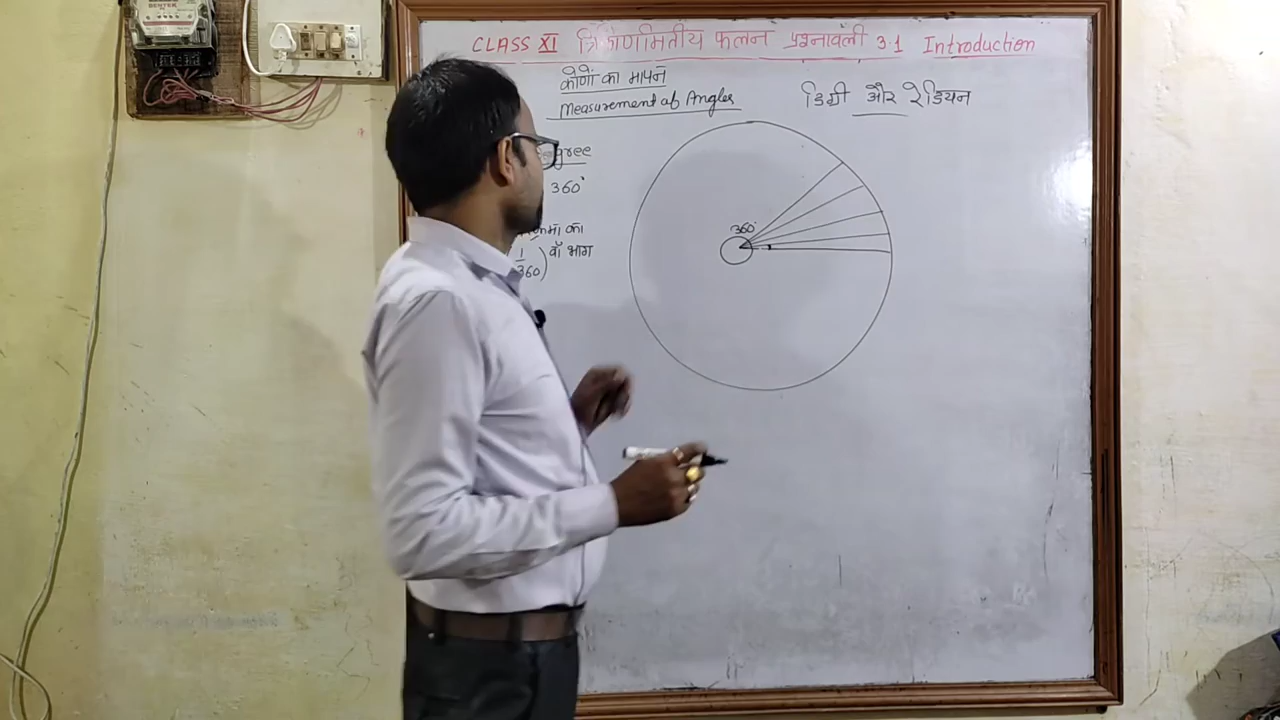 CLASS XI त्रिकोणमितीय फलन प्रश्नावली 3.1 Introduction
कोणों का मापन
Measurement of Angles
डिग्री और रेडियन
360°
का
(1/360) वाँ भाग
360°